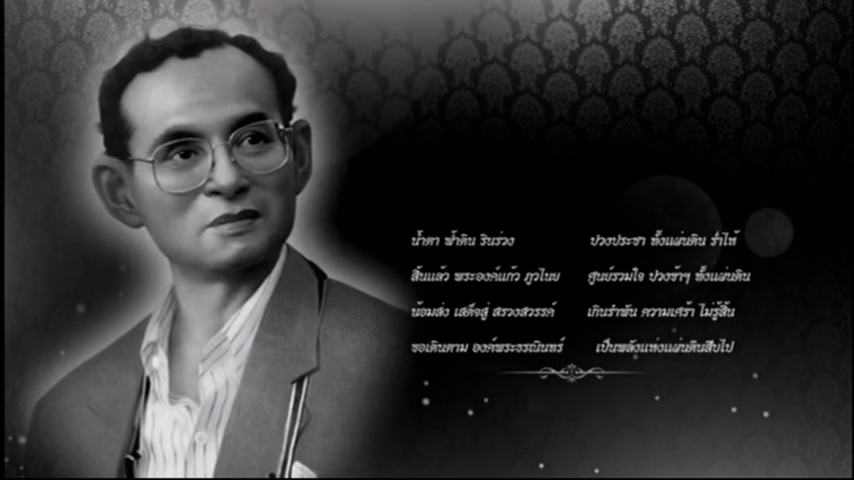 น้ำตา ฟ้าดิน รินร่วง ปวงประชา ทั้งแผ่นดิน ร่ำไห้
สิ้นแล้ว พระองค์แก้ว ภูวไนย ศูนย์รวมใจ ปวงข้าฯ ทั้งแผ่นดิน
น้อมส่ง เสด็จสู่ สรวงสวรรค์ เกินรำพัน ความเศร้า ไม่รู้สิ้น
ขอเดินตาม องค์พระธรณินทร์ เป็นพลังแห่งแผ่นดินสืบไป